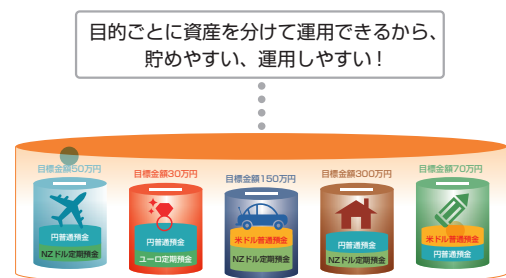 目的ごとに資産を分けて運用できるから、
貯めやすい、運用しやすい！
目標金額50万円
円普通預金
NZドル定期預金
目標金額30万円
円普通預金
ユーロ定期預金
目標金額150万円
米ドル普通預金
NZドル定期預金
目標金額300万円
円普通預金
NZドル定期預金
目標金額70万円
米ドル普通預金
円普通預金